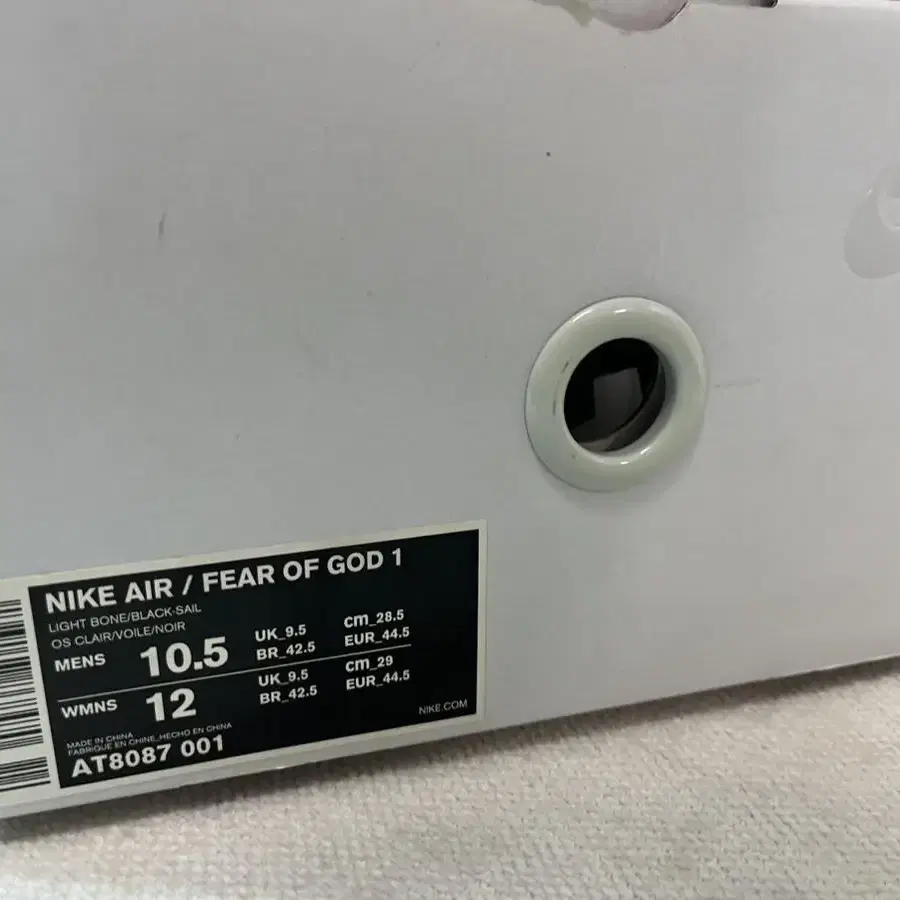 NIKE AIR / FEAR OF GOD 1
LIGHT BONE/BLACK-SAIL
OS CLAIR/VOILE/NOIR
MENS 10.5 UK_9.5 cm_28.5
BR_42.5 EUR_44.5
WMNS 12 UK_9.5 cm_29
BR_42.5 EUR_44.5
MADE IN CHINA
FABRIQUE EN CHINE_HECHO EN CHINA
AT8087 001
NIKE.COM